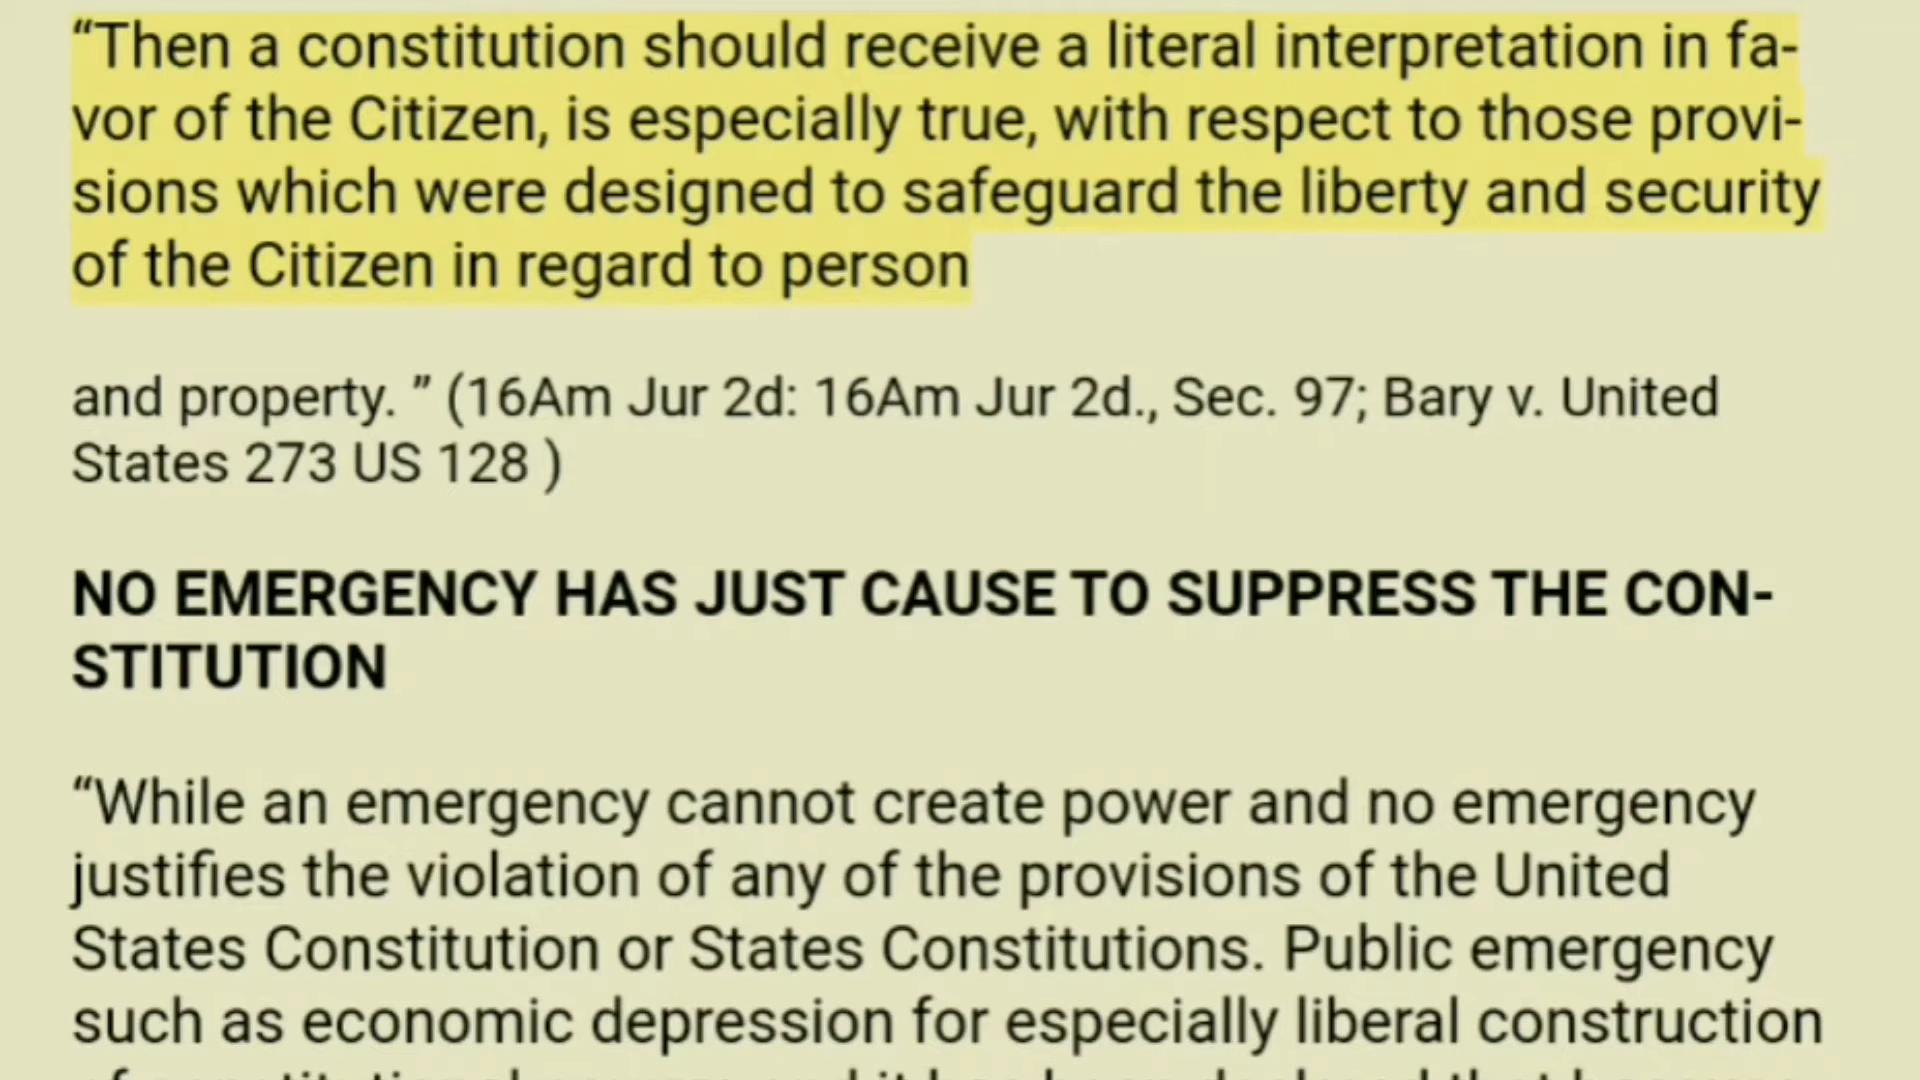 “Then a constitution should receive a literal interpretation in fa-
vor of the Citizen, is especially true, with respect to those provi-
sions which were designed to safeguard the liberty and security
of the Citizen in regard to person
and property. ” (16Am Jur 2d: 16Am Jur 2d., Sec. 97; Bary v. United
States 273 US 128 )
NO EMERGENCY HAS JUST CAUSE TO SUPPRESS THE CON-
STITUTION
“While an emergency cannot create power and no emergency
justifies the violation of any of the provisions of the United
States Constitution or States Constitutions. Public emergency
such as economic depression for especially liberal construction